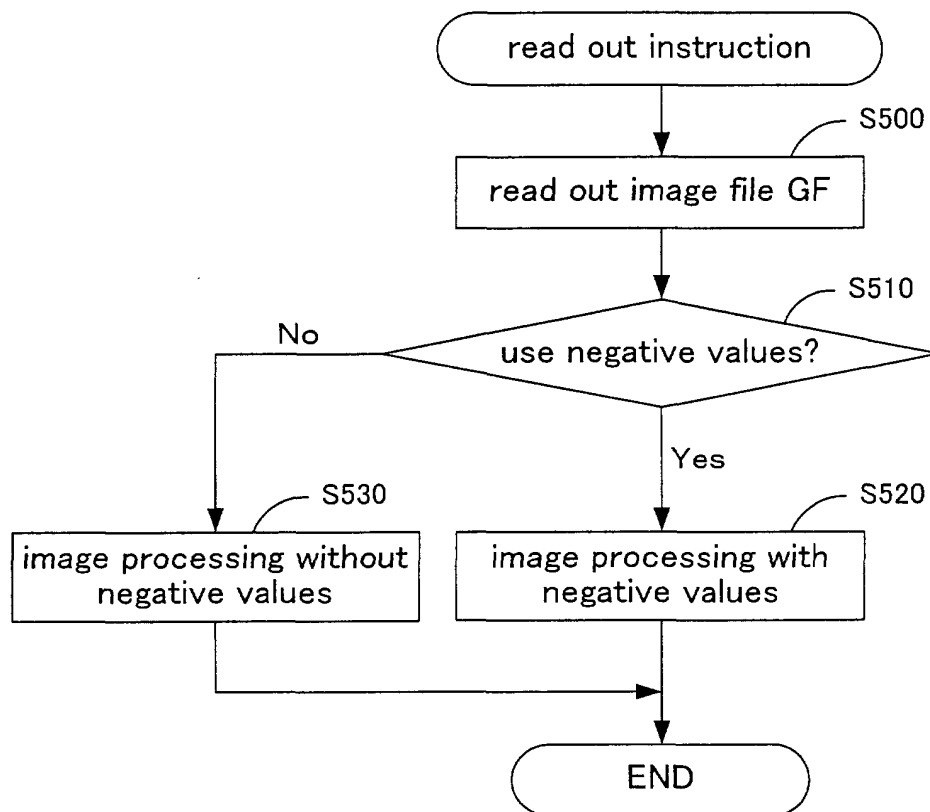 read out instruction
S500
read out image file GF
S510
use negative values?
No
Yes
S530
image processing without
negative values
S520
image processing with
negative values
END